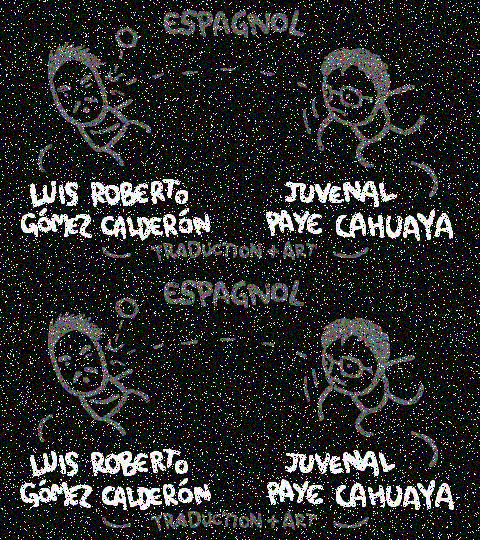 ESPAGNOL
LUIS ROBERTO
GÓMEZ CALDERÓN
JUVENAL
PAYE CAHUAYA
TRADUCTION + ART
ESPAGNOL
LUIS ROBERTO
GÓMEZ CALDERÓN
JUVENAL
PAYE CAHUAYA
TRADUCTION + ART